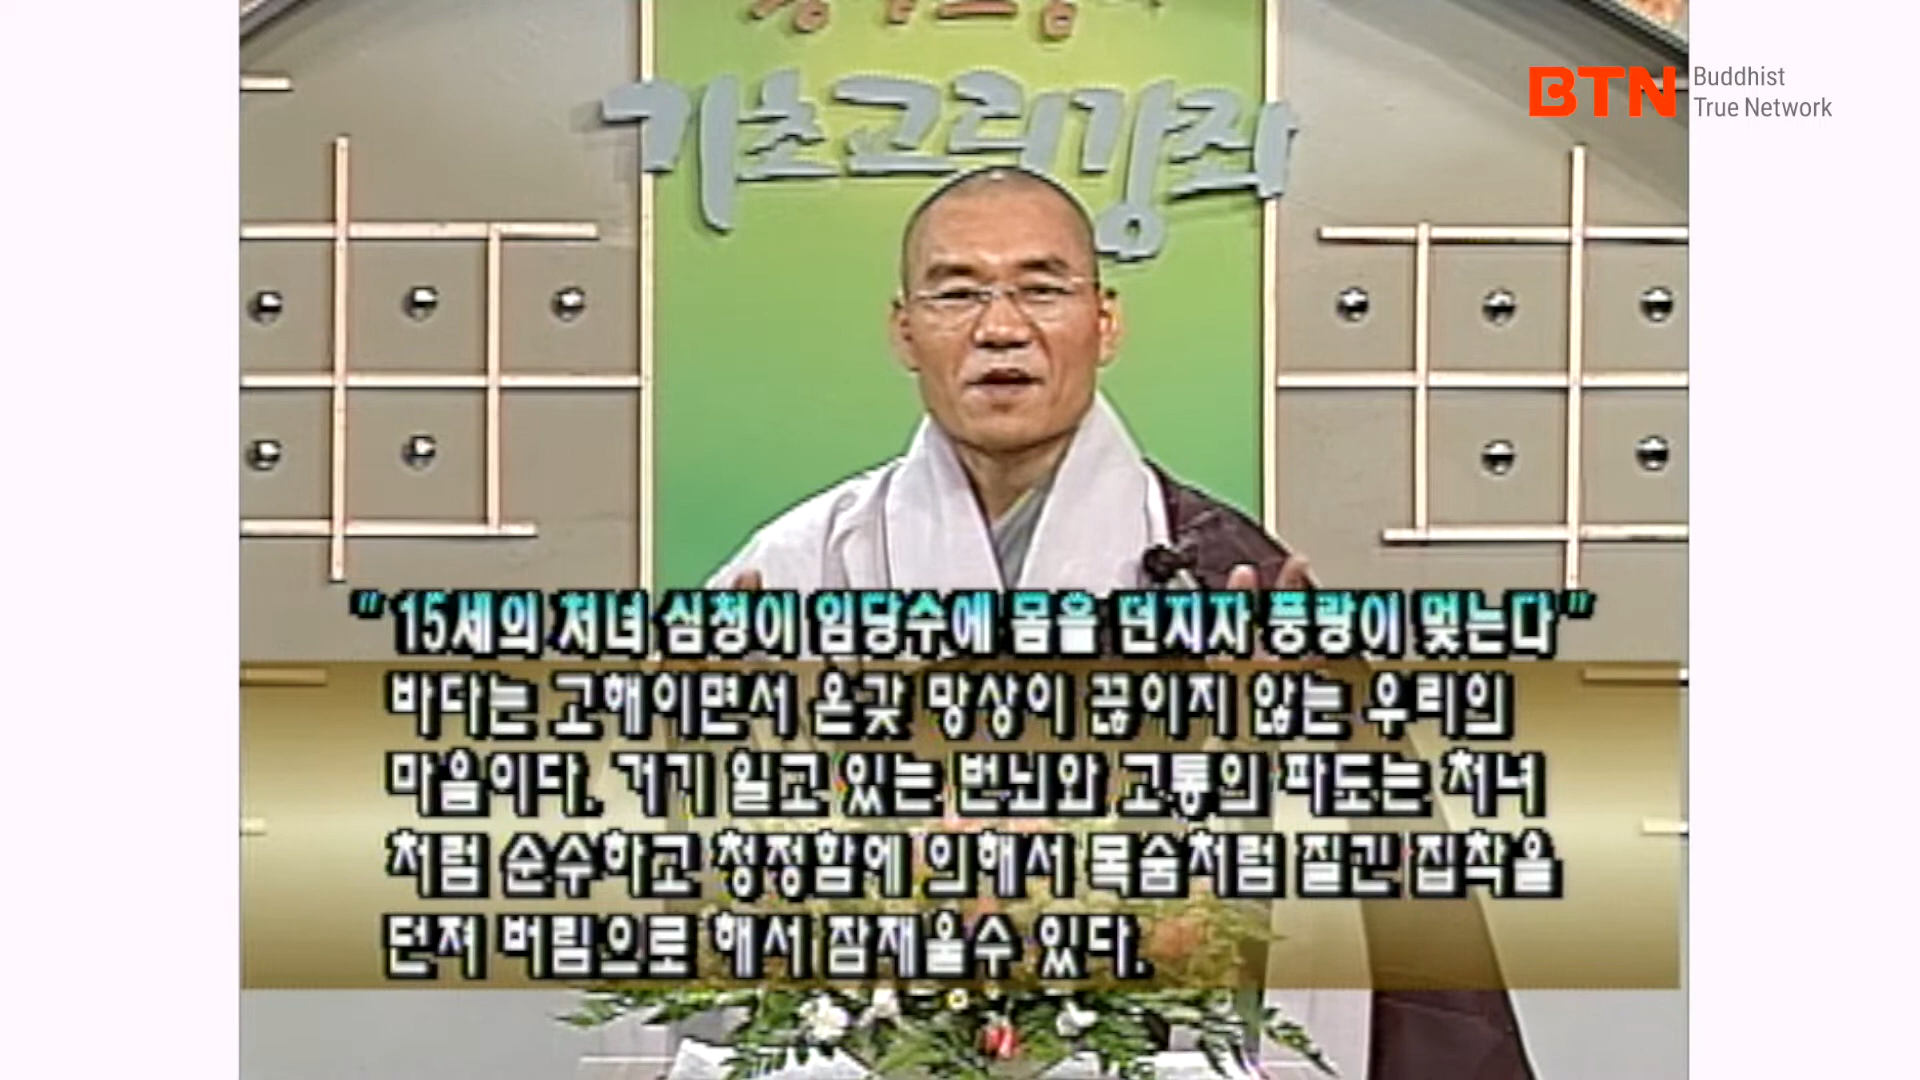 기초교리강좌
BTN Buddhist
True Network
"15세의 처녀 심청이 임당수에 몸을 던지자 풍랑이 멎는다"
바다는 고해이면서 온갖 망상이 끊이지 않는 우리의
마음이다. 거기 일고 있는 번뇌와 고통의 파도는 처녀
처럼 순수하고 청정함에 의해서 목숨처럼 질긴 집착을
던져 버림으로 해서 잠재울수 있다.